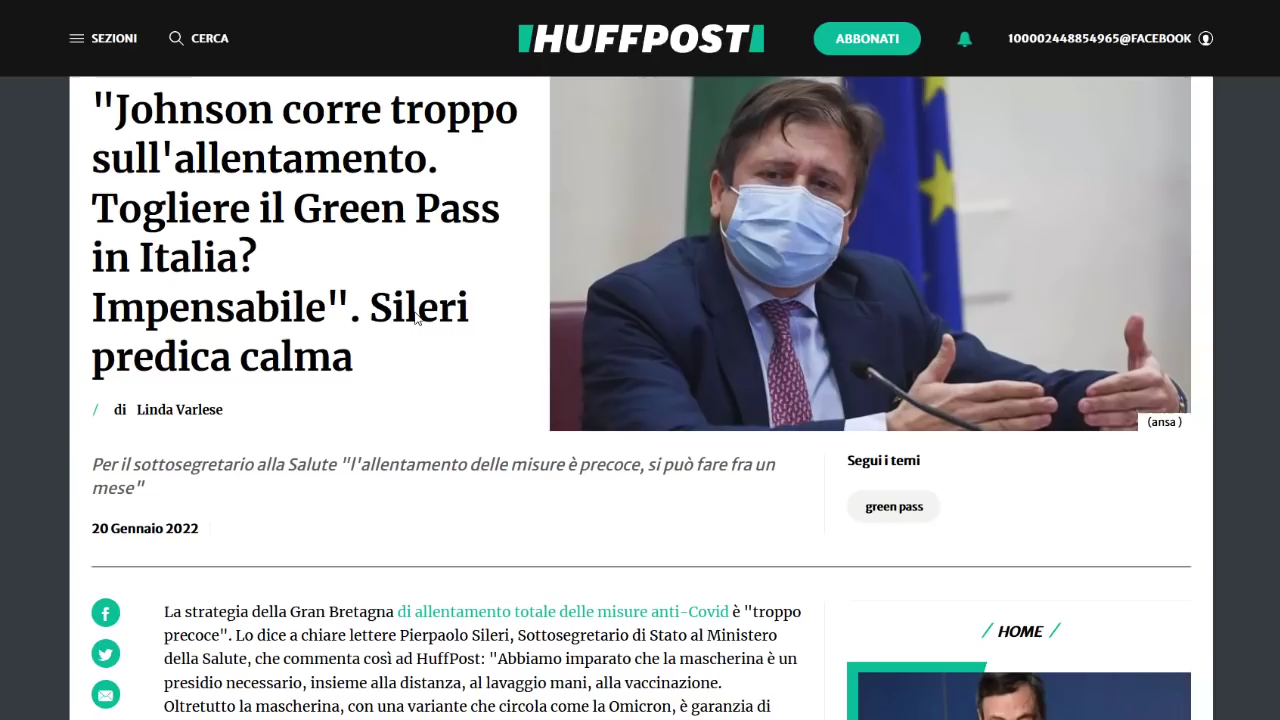 SEZIONI
CERCA
HUFFPOST
ABBONATI
100002448854965@FACEBOOK
"Johnson corre troppo
sull'allentamento.
Togliere il Green Pass
in Italia?
Impensabile". Sileri
predica calma
/ di Linda Varlese
(ansa )
Per il sottosegretario alla Salute "l'allentamento delle misure è precoce, si può fare fra un
mese"
20 Gennaio 2022
Segui i temi
green pass
La strategia della Gran Bretagna di allentamento totale delle misure anti-Covid è "troppo
precoce". Lo dice a chiare lettere Pierpaolo Sileri, Sottosegretario di Stato al Ministero
della Salute, che commenta così ad HuffPost: "Abbiamo imparato che la mascherina è un
presidio necessario, insieme alla distanza, al lavaggio mani, alla vaccinazione.
Oltretutto la mascherina, con una variante che circola come la Omicron, è garanzia di
/ HOME /